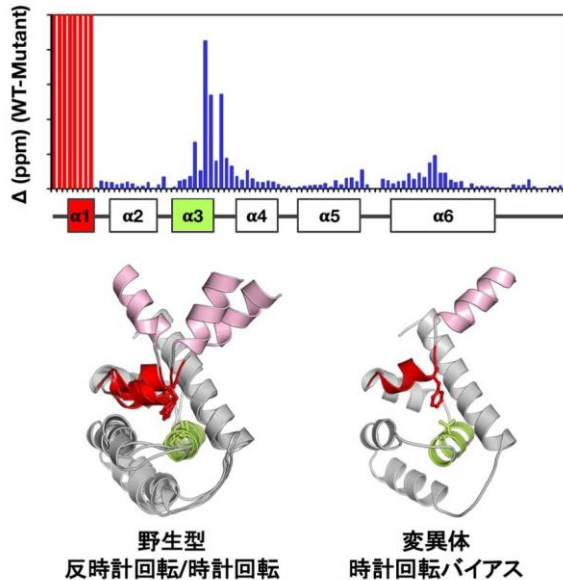 Δ (ppm) (WT-Mutant)
α1 α2 α3 α4 α5 α6
野生型
反時計回転/時計回転
変異体
時計回転バイアス